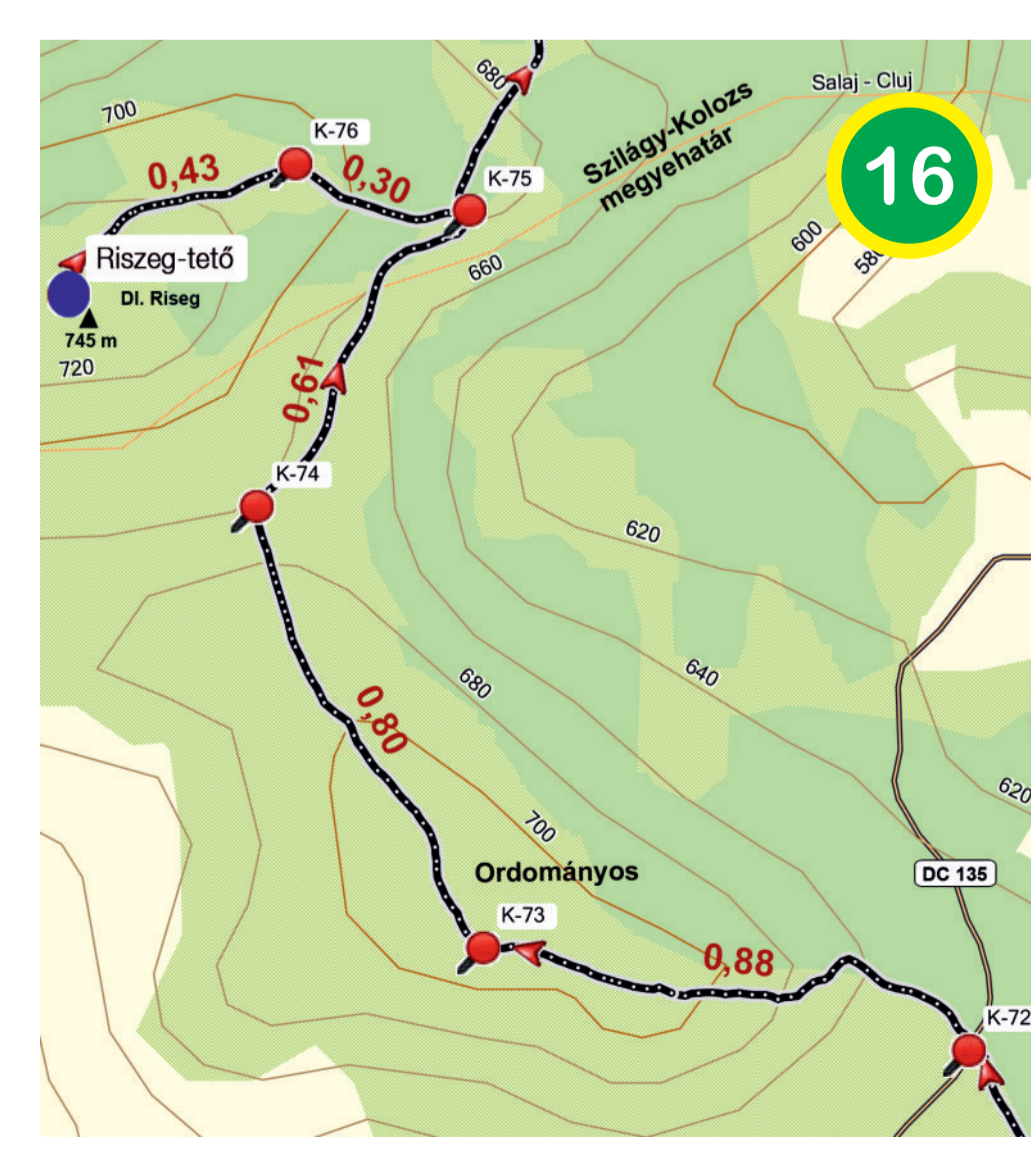 680
Salaj - Cluj
700
K-76
Szilágy-Kolozs
megyehatár
16
0,43
0,30
K-75
600
580
Riszeg-tető
660
Dl. Riseg
745 m
720
0,61
K-74
620
640
680
0,80
620
700
Ordományos
DC 135
K-73
0,88
K-72